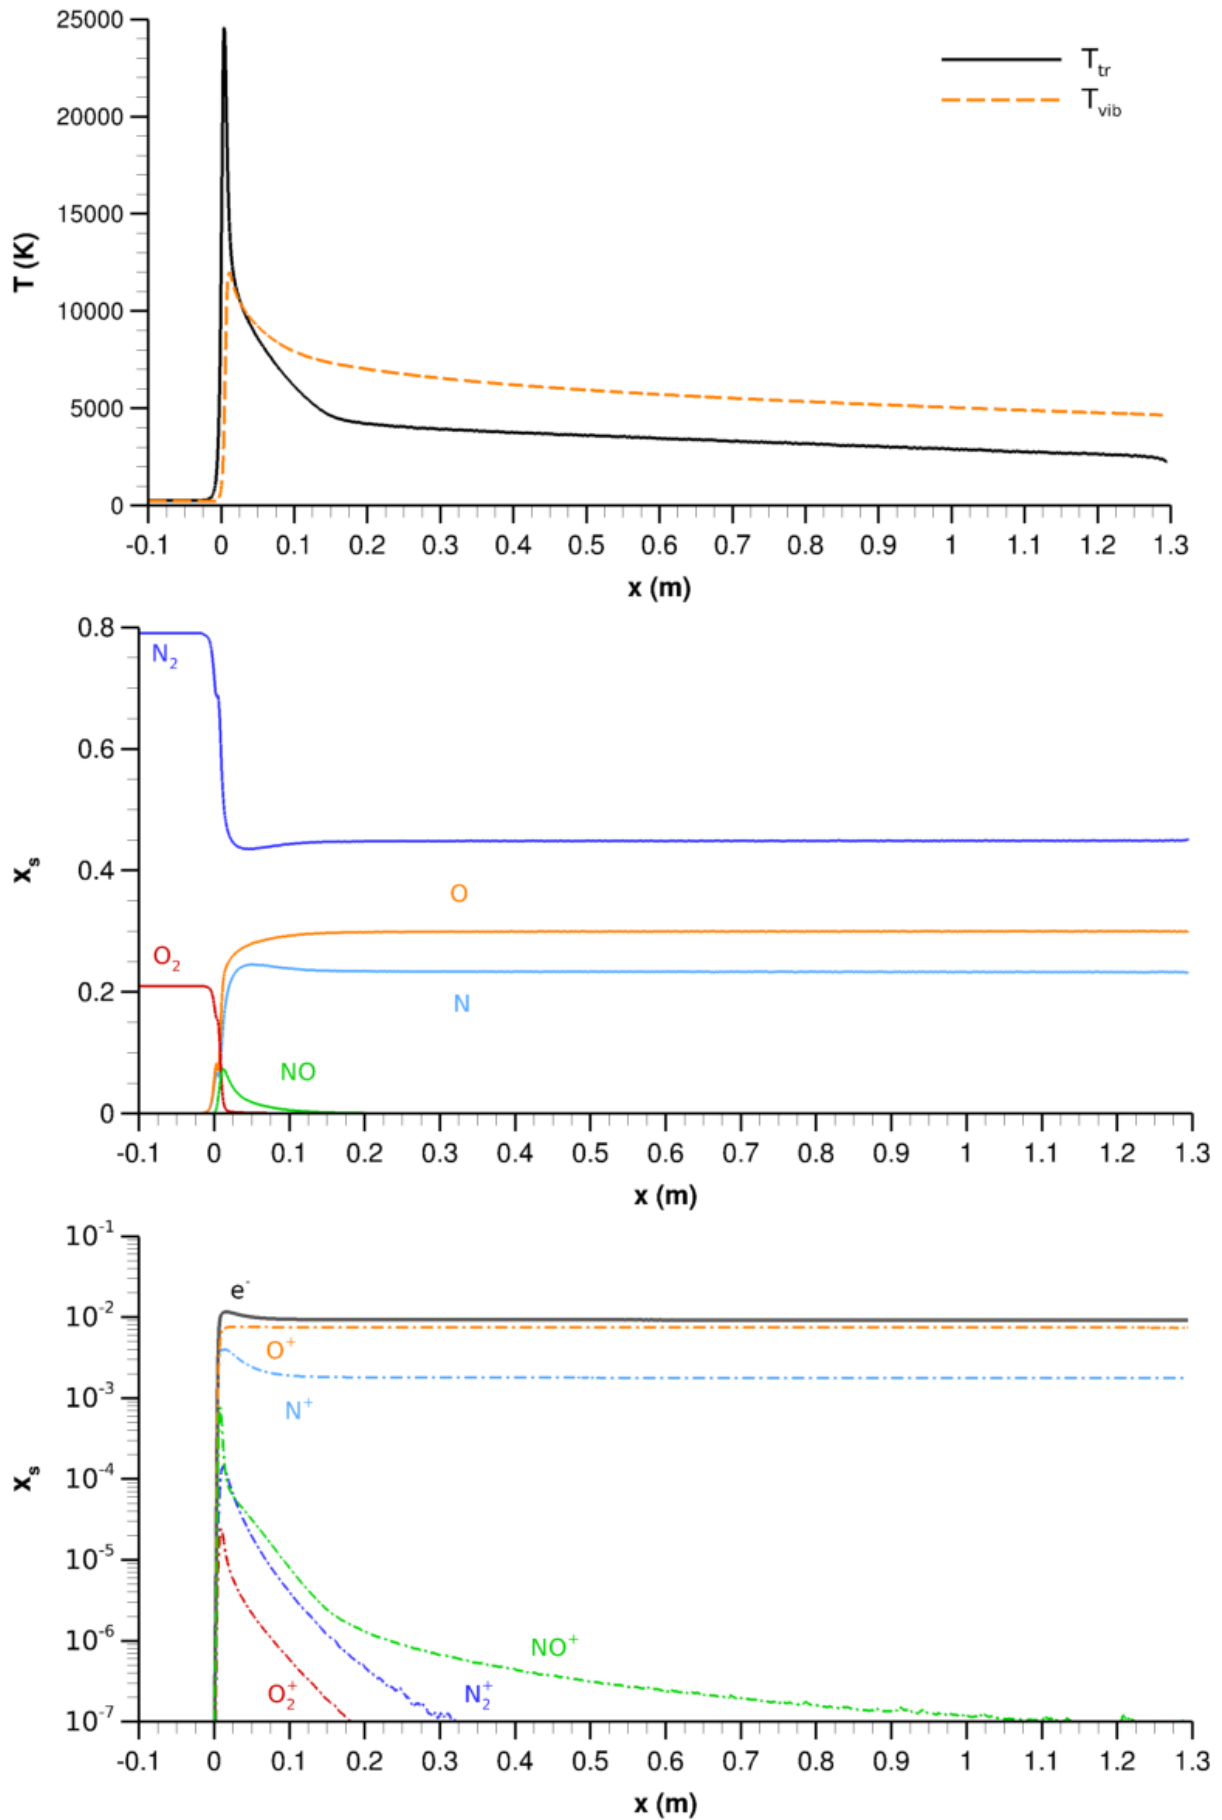 25000
T_tr
T_vib
20000
15000
T (K)
10000
5000
0
-0.1 0 0.1 0.2 0.3 0.4 0.5 0.6 0.7 0.8 0.9 1 1.1 1.2 1.3
x (m)
0.8
N₂
0.6
x_s
0.4
O
O₂
0.2
N
NO
0
-0.1 0 0.1 0.2 0.3 0.4 0.5 0.6 0.7 0.8 0.9 1 1.1 1.2 1.3
x (m)
10⁻¹
e⁻
10⁻²
O⁺
10⁻³
N⁺
x_s
10⁻⁴
10⁻⁵
10⁻⁶
NO⁺
O₂⁺
N₂⁺
10⁻⁷
-0.1 0 0.1 0.2 0.3 0.4 0.5 0.6 0.7 0.8 0.9 1 1.1 1.2 1.3
x (m)